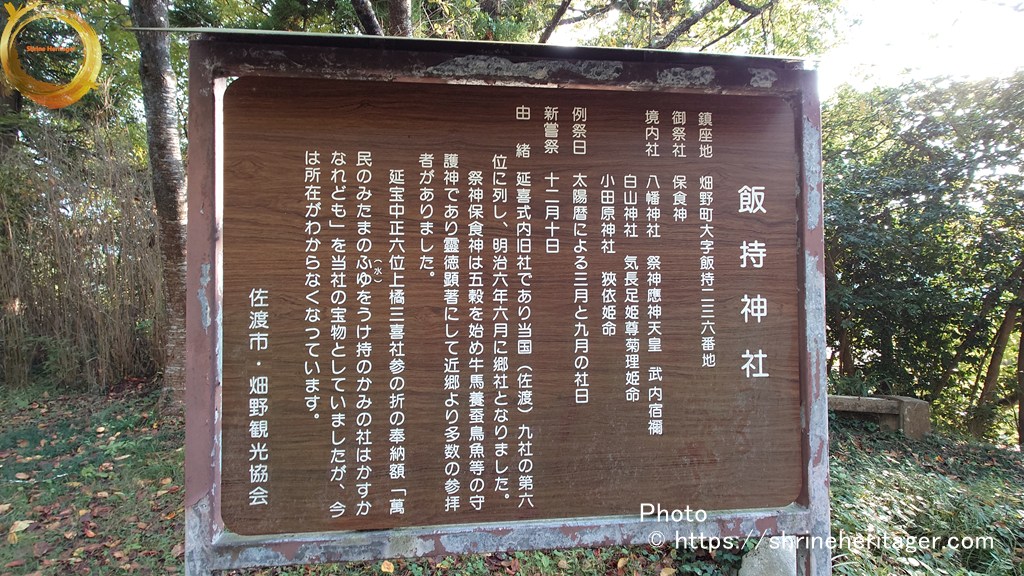 飯持神社
鎮座地　畑野町大字飯持二三六番地
御祭社　保食神
境内社　八幡神社　祭神應神天皇　武内宿禰
白山神社　気長足姫尊菊理姫命
小田原神社　狭依姫命
例祭日　太陽暦による三月と九月の社日
新嘗祭　十二月十日
由緒　延喜式内旧社であり当国（佐渡）九社の第六
位に列し、明治六年六月に郷社となりました。
祭神保食神は五穀を始め牛馬養蚕鳥魚等の守
護神であり靈徳顕著にして近郷より多数の参拝
者がありました。
延宝中正六位上橘三喜社参の折の奉納額「萬
民のみたまのふゆをうけ持のかみの社はかすか
（水）
なれども」を当社の宝物としていましたが、今
は所在がわからなくなっています。
佐渡市・畑野観光協会
Shrine Heritager
Photo
© https://shrineheritager.com